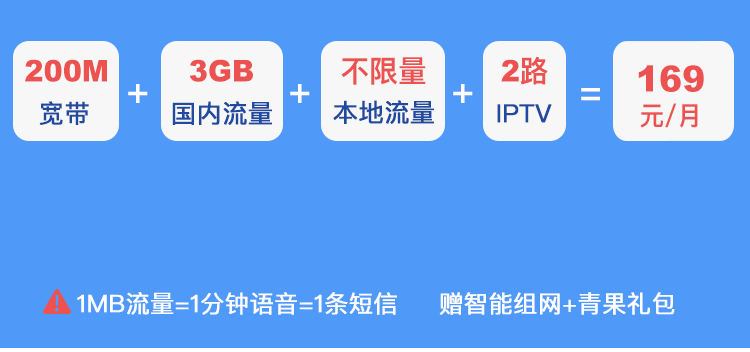 200M + 3GB + 不限量 + 2路 = 169
宽带 国内流量 本地流量 IPTV 元/月
1MB流量=1分钟语音=1条短信 赠智能组网+青果礼包